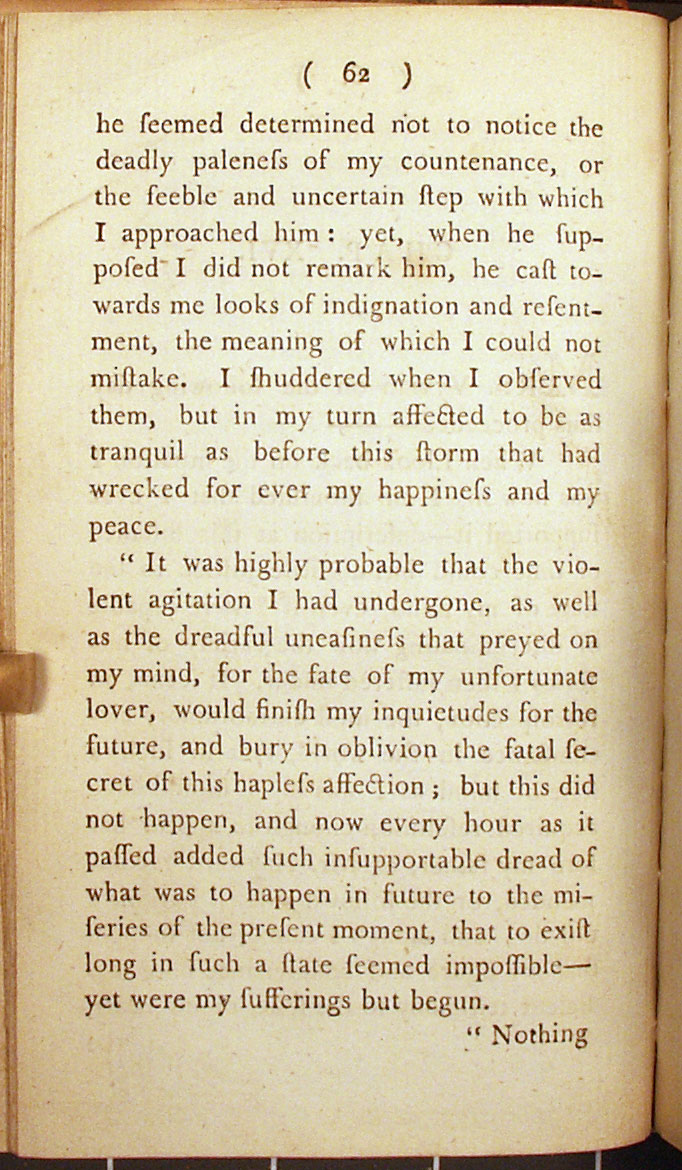 ( 62 )
he ſeemed determined not to notice the
deadly paleneſs of my countenance, or
the feeble and uncertain ſtep with which
I approached him : yet, when he ſup-
poſed I did not remark him, he caſt to-
wards me looks of indignation and reſent-
ment, the meaning of which I could not
miſtake. I ſhuddered when I obſerved
them, but in my turn affected to be as
tranquil as before this ſtorm that had
wrecked for ever my happineſs and my
peace.
“ It was highly probable that the vio-
lent agitation I had undergone, as well
as the dreadful uneaſineſs that preyed on
my mind, for the fate of my unfortunate
lover, would finiſh my inquietudes for the
future, and bury in oblivion the fatal ſe-
cret of this hapleſs affection ; but this did
not happen, and now every hour as it
paſſed added ſuch inſupportable dread of
what was to happen in future to the mi-
ſeries of the preſent moment, that to exiſt
long in ſuch a ſtate ſeemed impoſſible—
yet were my ſufferings but begun.
“ Nothing